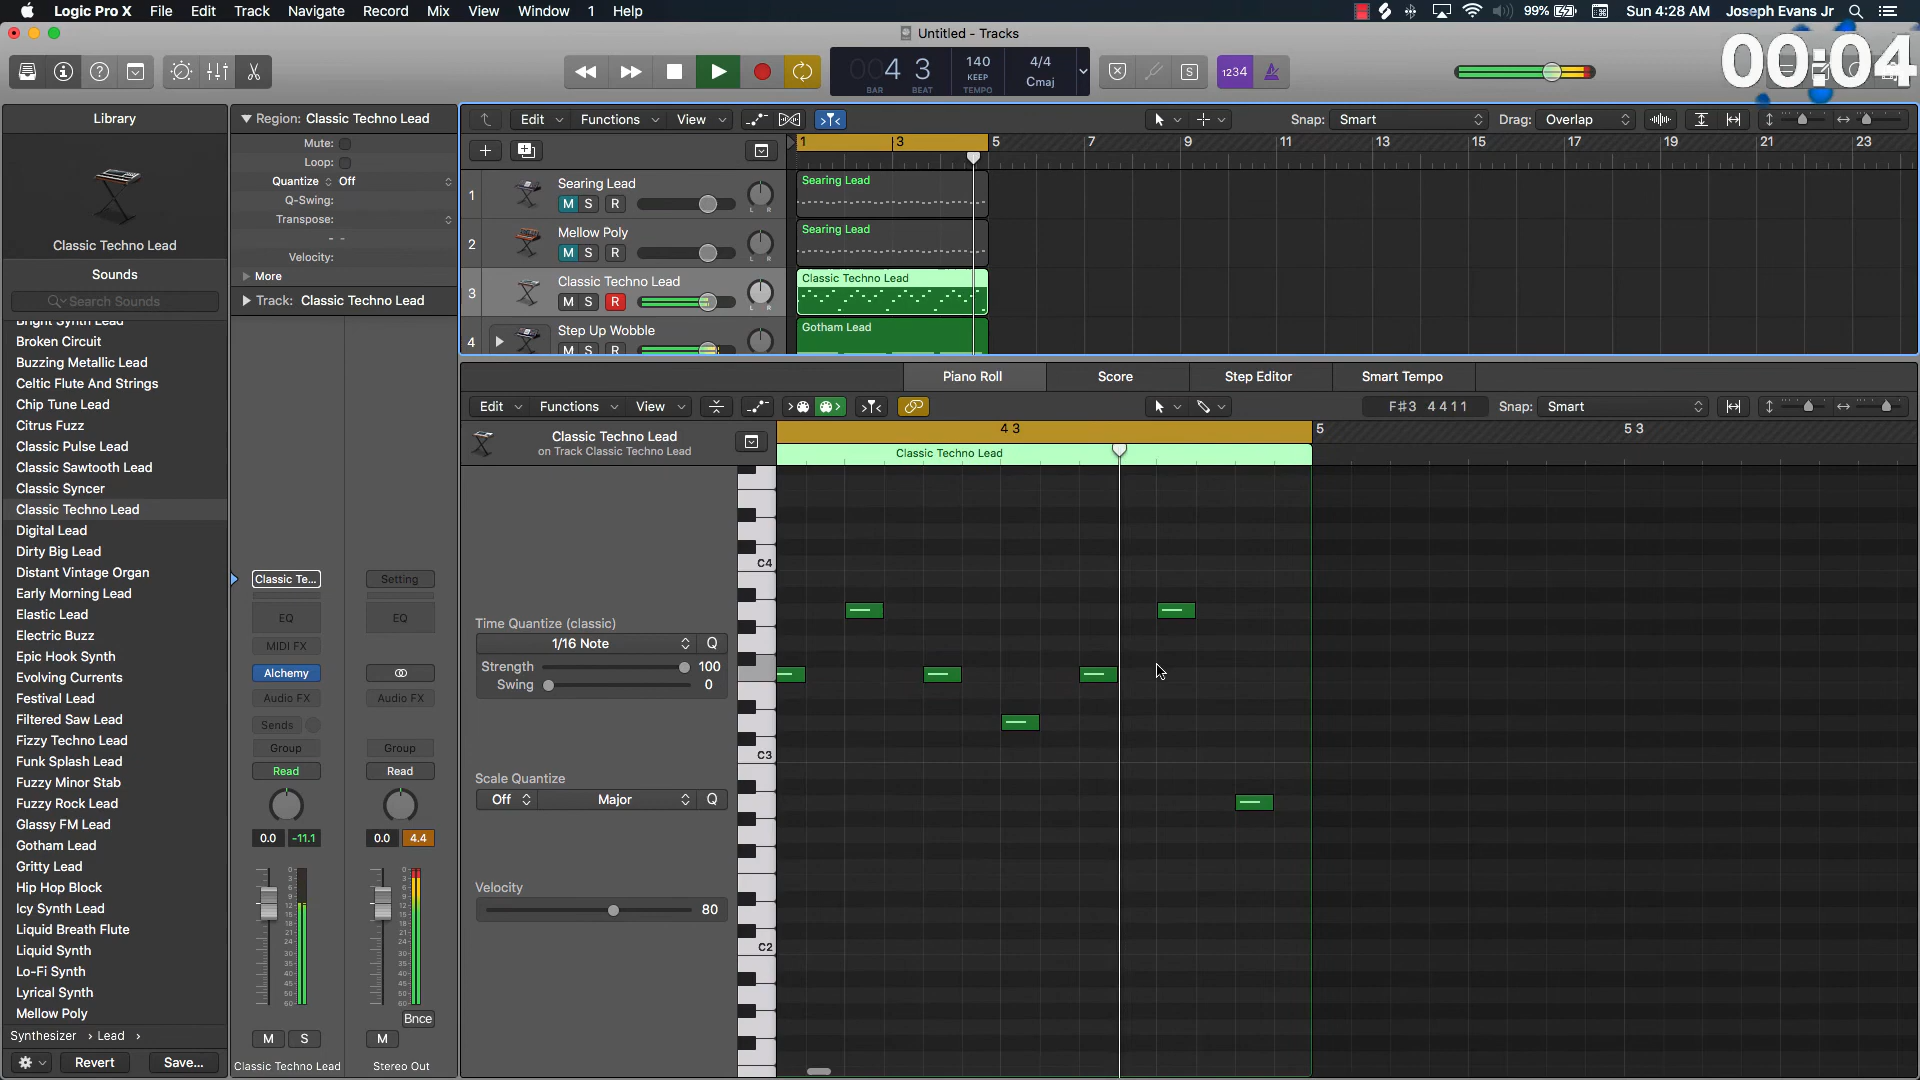 Logic Pro X File Edit Track Navigate Record Mix View Window 1 Help
99% Sun 4:28 AM Joseph Evans Jr
Untitled - Tracks
00:04
4 3
BAR BEAT
140
KEEP
TEMPO
4/4
Cmaj
S
1234
Library
Classic Techno Lead
Sounds
Search Sounds
Bright Synth Lead
Broken Circuit
Buzzing Metallic Lead
Celtic Flute And Strings
Chip Tune Lead
Citrus Fuzz
Classic Pulse Lead
Classic Sawtooth Lead
Classic Syncer
Classic Techno Lead
Digital Lead
Dirty Big Lead
Distant Vintage Organ
Early Morning Lead
Elastic Lead
Electric Buzz
Epic Hook Synth
Evolving Currents
Festival Lead
Filtered Saw Lead
Fizzy Techno Lead
Funk Splash Lead
Fuzzy Minor Stab
Fuzzy Rock Lead
Glassy FM Lead
Gotham Lead
Gritty Lead
Hip Hop Block
Icy Synth Lead
Liquid Breath Flute
Liquid Synth
Lo-Fi Synth
Lyrical Synth
Mellow Poly
Synthesizer Lead
Revert Save...
Region: Classic Techno Lead
Mute:
Loop:
Quantize Off
Q-Swing:
Transpose:
Velocity:
More
Track: Classic Techno Lead
Classic Te... Setting
EQ EQ
MIDI FX
Alchemy
Audio FX Audio FX
Sends
Group Group
Read Read
0.0 -11.1 0.0 4.4
Bnce
M S M
Classic Techno Lead Stereo Out
Edit Functions View Snap: Smart Drag: Overlap
1 3 5 7 9 11 13 15 17 19 21 23
1 Searing Lead
M S R L R
Searing Lead
2 Mellow Poly
M S R L R
Searing Lead
3 Classic Techno Lead
M S R L R
Classic Techno Lead
4 Step Up Wobble
M S R
Gotham Lead
Piano Roll Score Step Editor Smart Tempo
Edit Functions View F#3 4 4 1 1 Snap: Smart
Classic Techno Lead
on Track Classic Techno Lead
4 3 5 5 3
Classic Techno Lead
C4
C3
C2
Time Quantize (classic)
1/16 Note Q
Strength 100
Swing 0
Scale Quantize
Off Major Q
Velocity
80